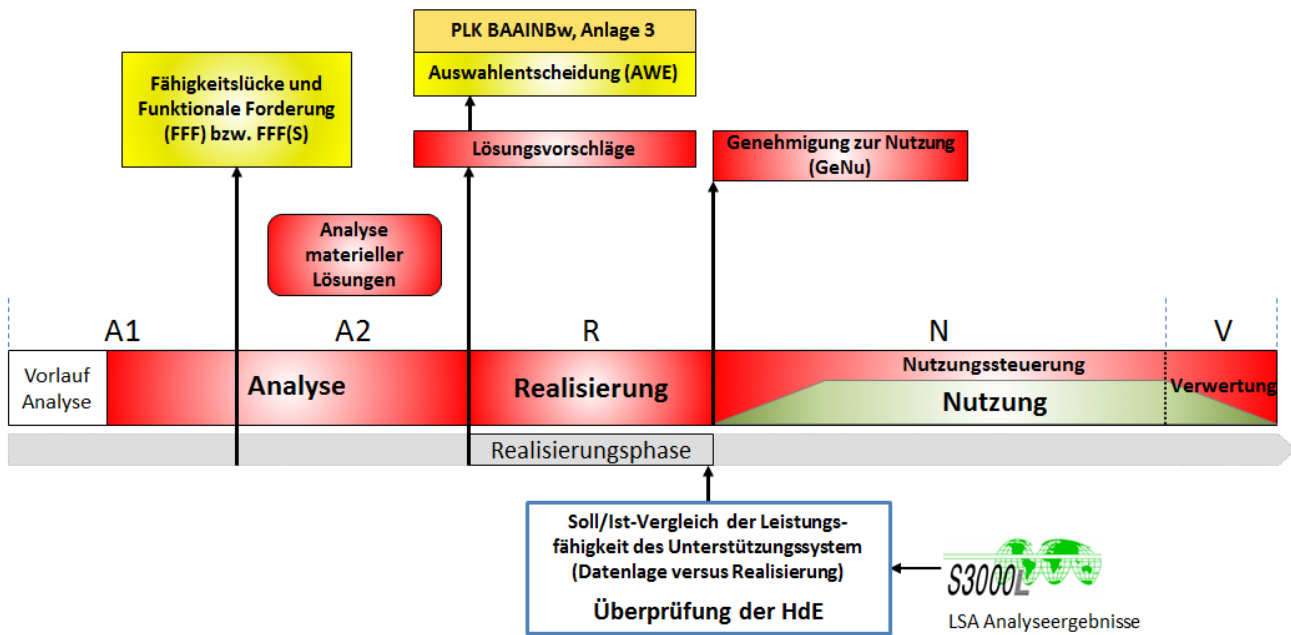 PLK BAAINBw, Anlage 3
Auswahlentscheidung (AWE)
Fähigkeitslücke und
Funktionale Forderung
(FFF) bzw. FFF(S)
Lösungsvorschläge
Genehmigung zur Nutzung
(GeNu)
Analyse
materieller
Lösungen
A1
A2
R
N
V
Vorlauf
Analyse
Analyse
Realisierung
Nutzungssteuerung
Nutzung
Verwertung
Realisierungsphase
Soll/Ist-Vergleich der Leistungs-
fähigkeit des Unterstützungssystem
(Datenlage versus Realisierung)
Überprüfung der HdE
S3000L
LSA Analyseergebnisse